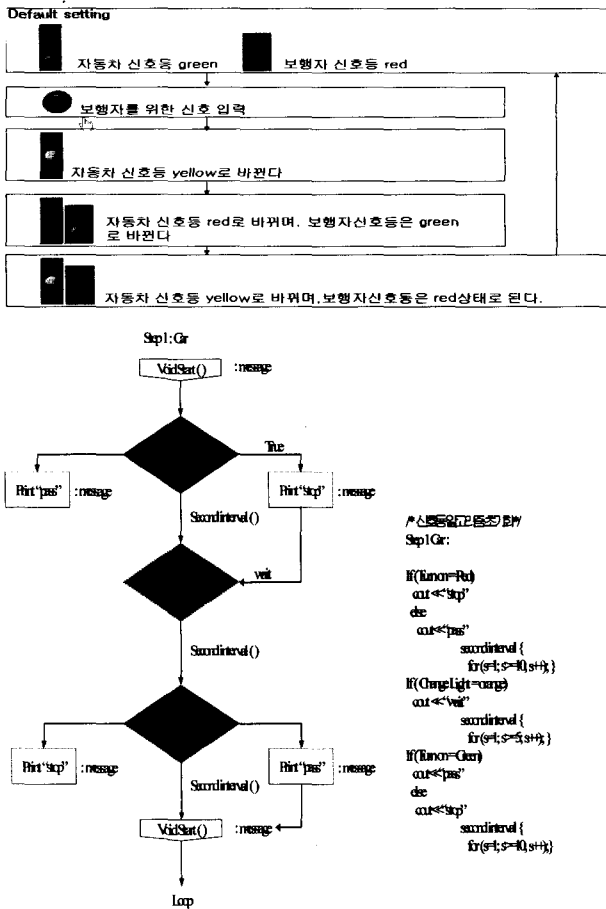 Default setting
자동차 신호등 green 보행자 신호등 red
보행자를 위한 신호 입력
자동차 신호등 yellow로 바뀐다
자동차 신호등 red로 바뀌며, 보행자신호등은 green
로 바뀐다
자동차 신호등 yellow로 바뀌며,보행자신호등은 red상태로 된다.
Step1:Car
VoidStart() :message
True
Print"pass" :message
Print"stop" :message
Secondinterval()
wait
Secondinterval()
Print"stop" :message
Print"pass" :message
Secondinterval()
VoidStart() :message
Loop
Step1Car:
If(Turnon=Red)
cout<<"stop"
else
cout<<"pass"
secondinterval{
for(s=1;s>=10,s++);}
If(ChangeLight=orange)
cout<<"wait"
secondinterval{
for(s=1;s>=5;s++);}
If(Turnon=Green)
cout<<"pass"
else
cout<<"stop"
secondinterval{
for(s=1;s>=10,s++);}